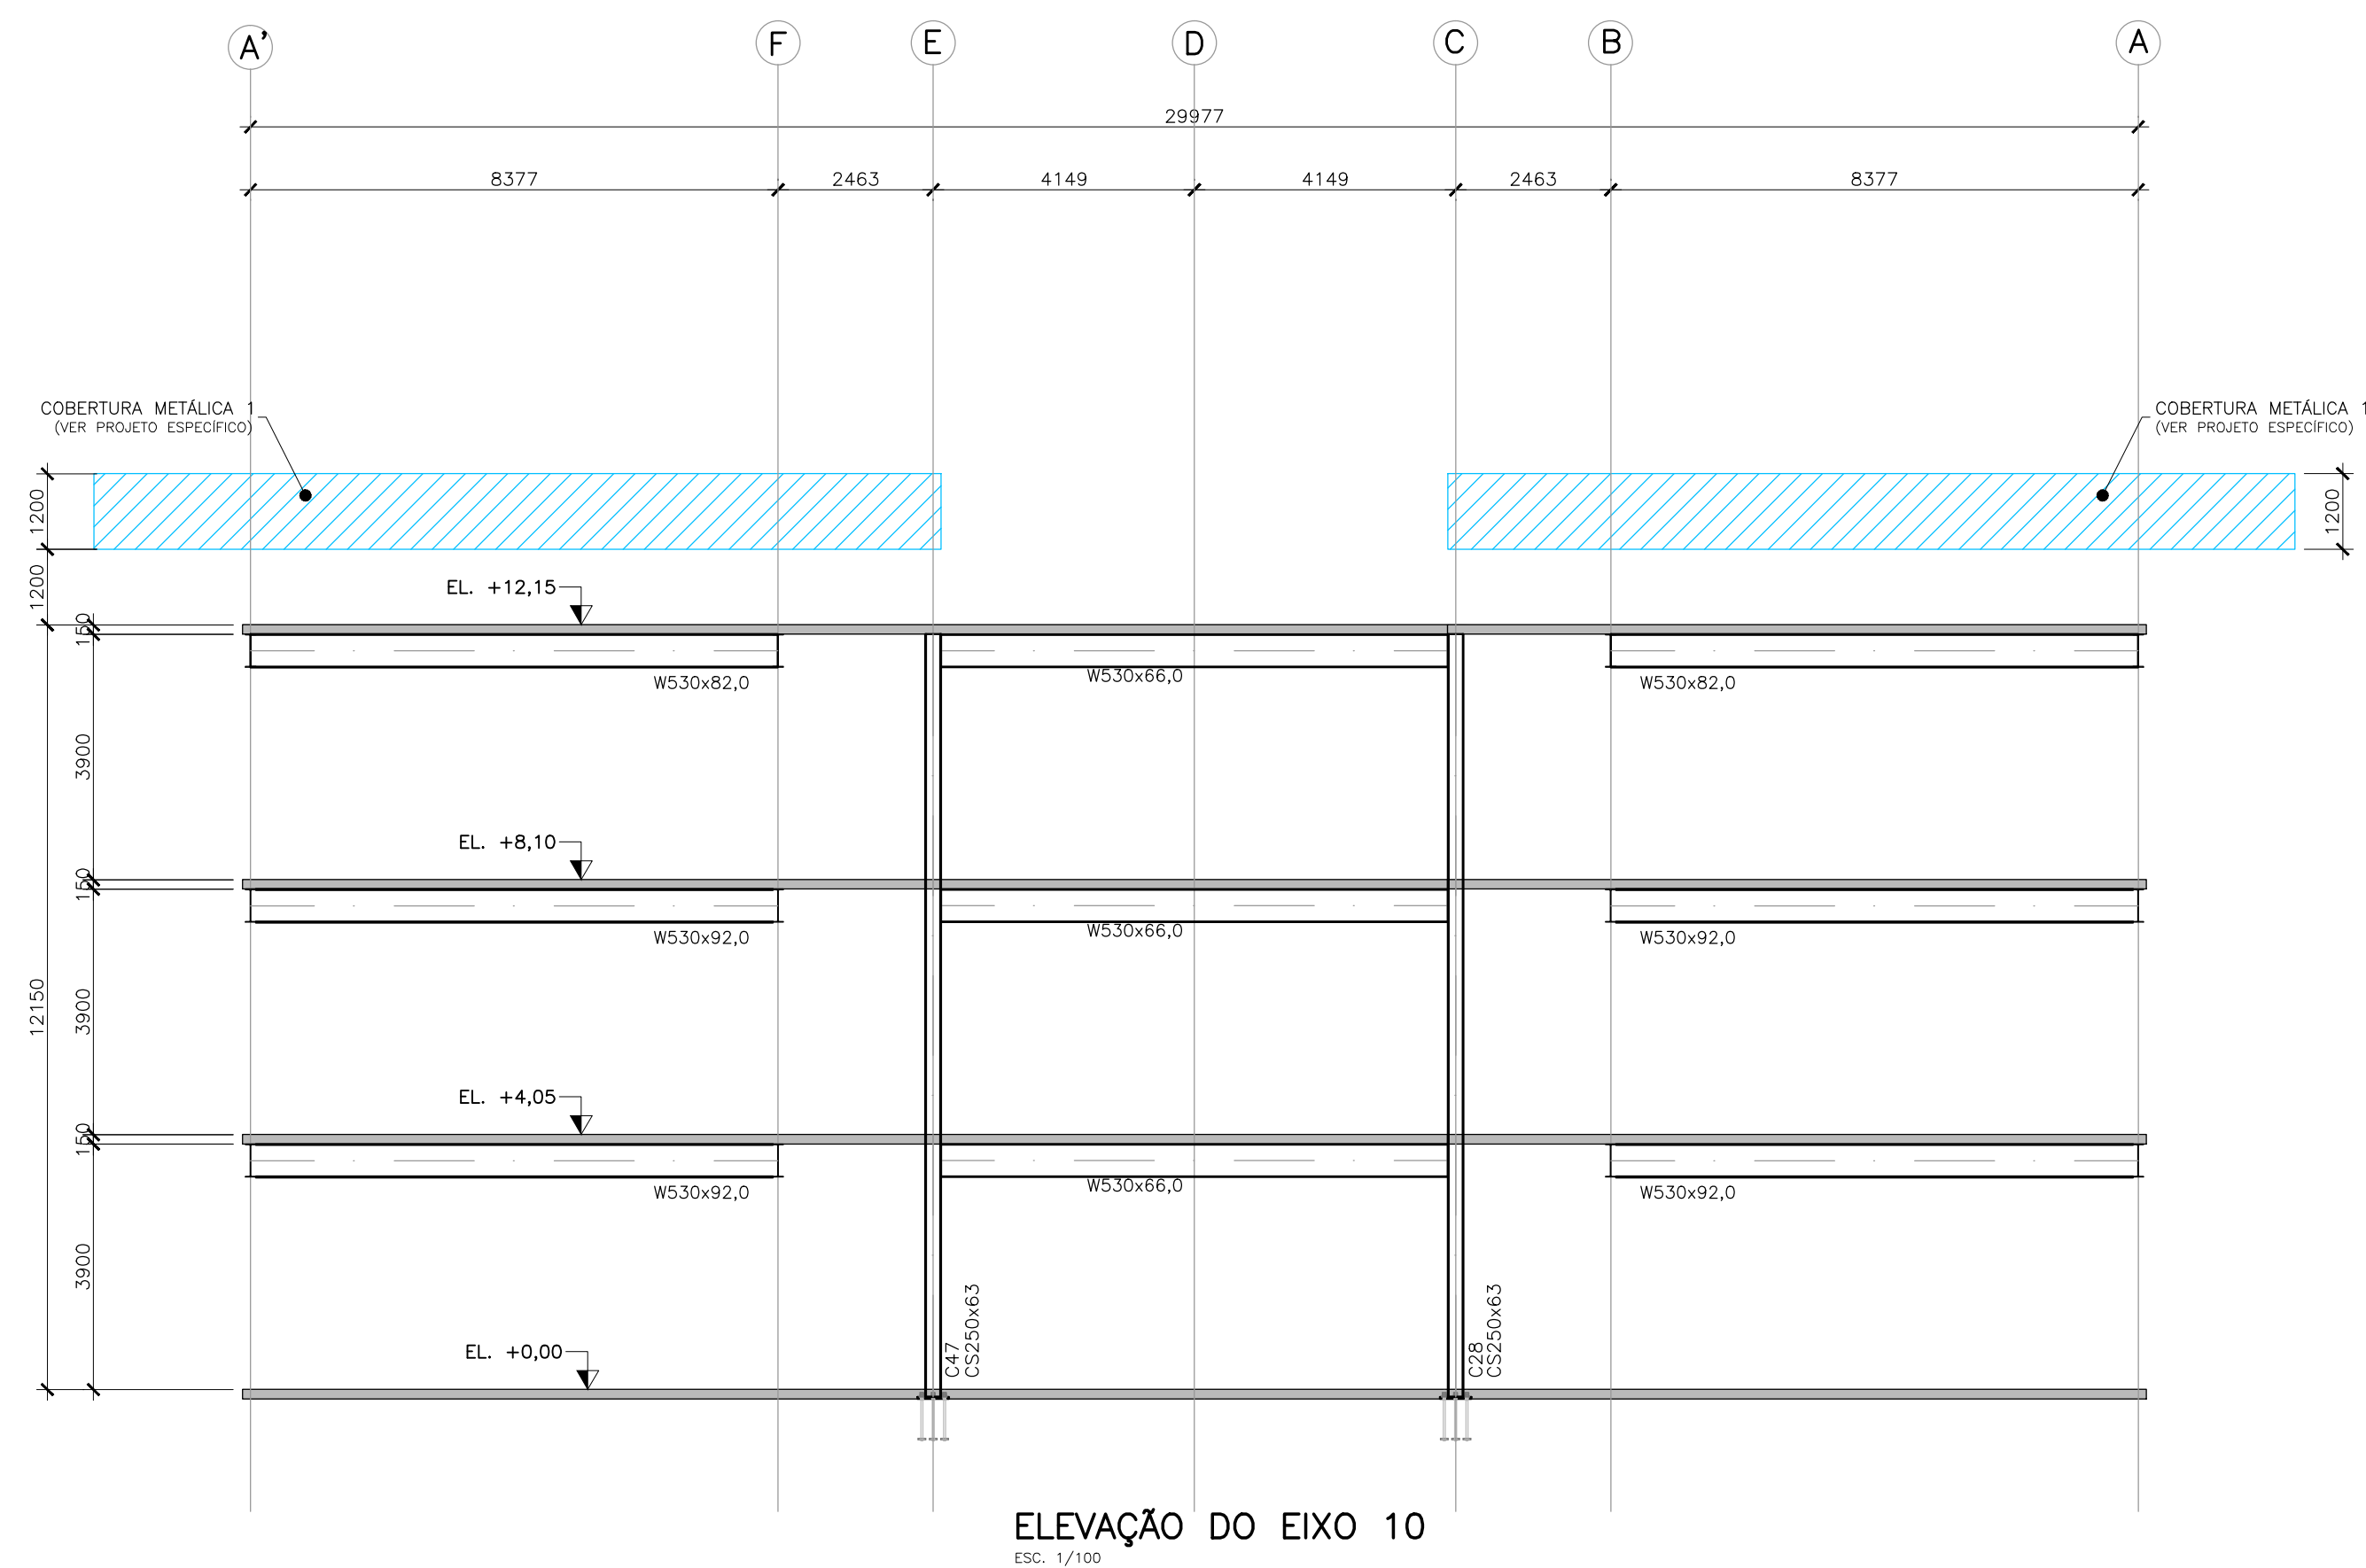 A' F E D C B A
29977
8377 2463 4149 4149 2463 8377
COBERTURA METÁLICA 1
(VER PROJETO ESPECÍFICO)
COBERTURA METÁLICA 1
(VER PROJETO ESPECÍFICO)
1200
1200
1200
EL. +12,15
150
W530x82,0
W530x66,0
W530x82,0
3900
EL. +8,10
150
W530x92,0
W530x66,0
W530x92,0
12150
3900
EL. +4,05
150
W530x92,0
W530x66,0
W530x92,0
3900
C47
CS250x63
C28
CS250x63
EL. +0,00
ELEVAÇÃO DO EIXO 10
ESC. 1/100